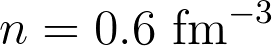 n = 0.6 fm⁻³